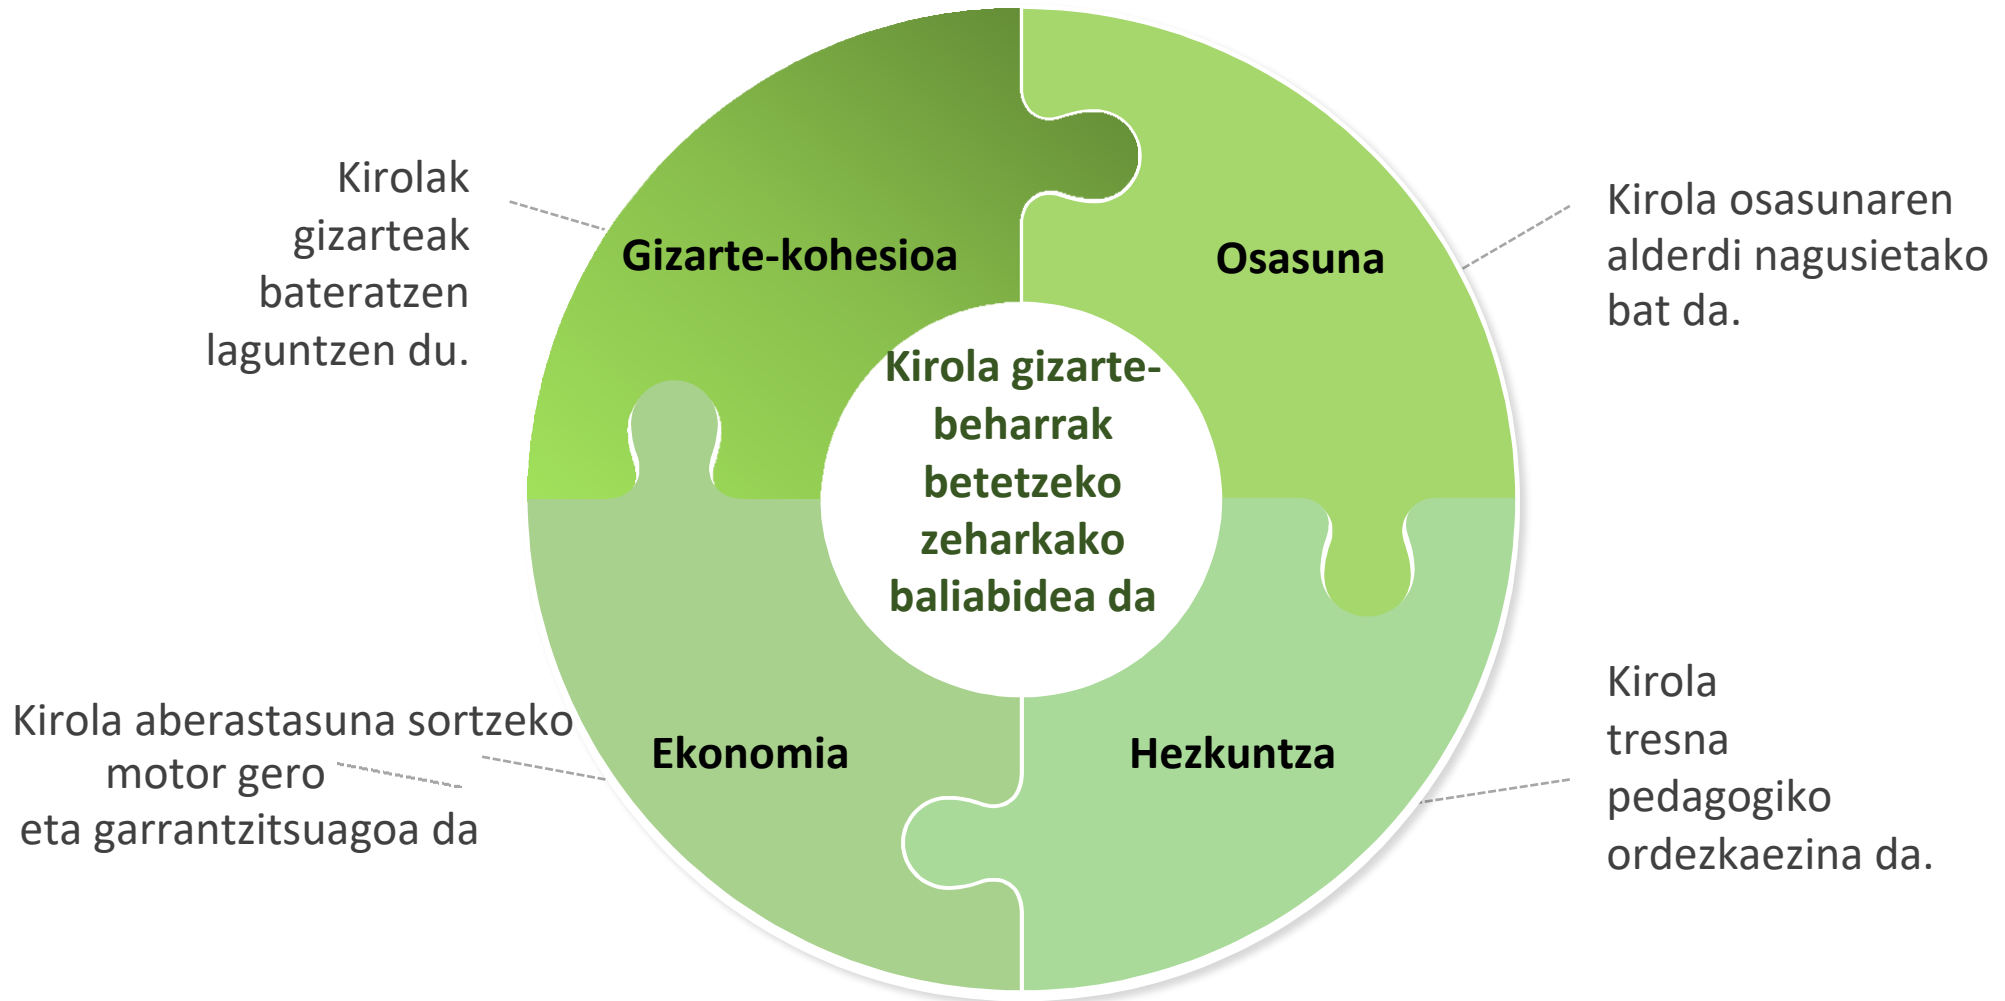 Kirolak
gizarteak
bateratzen
laguntzen du.
Gizarte-kohesioa
Osasuna
Kirola osasunaren
alderdi nagusietako
bat da.
Kirola gizarte-
beharrak
betetzeko
zeharkako
baliabidea da
Kirola aberastasuna sortzeko
motor gero
eta garrantzitsuagoa da
Ekonomia
Hezkuntza
Kirola
tresna
pedagogiko
ordezkaezina da.